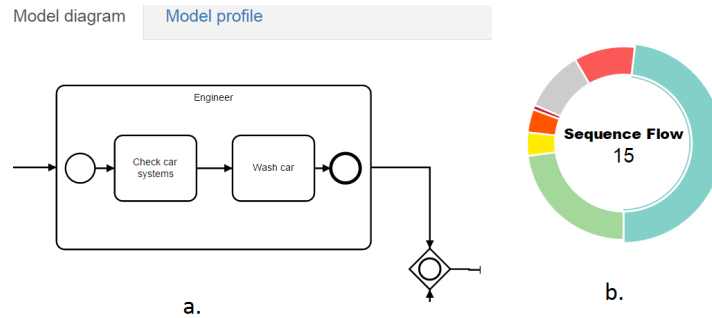 Model diagram
Model profile
Engineer
Check car
systems
Wash car
Sequence Flow
15
a.
b.